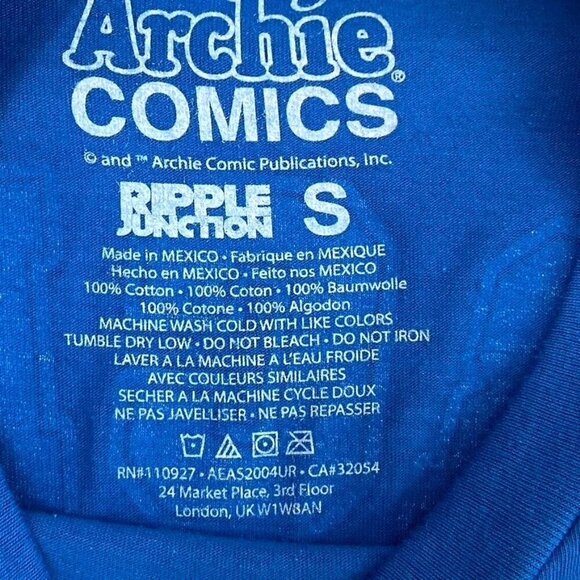 Archie
COMICS®
© and ™ Archie Comic Publications, Inc.
RIPPLE
JUNCTION
S
Made in MEXICO • Fabrique en MEXIQUE
Hecho en MEXICO • Feito nos MEXICO
100% Cotton • 100% Coton • 100% Baumwolle
100% Cotone • 100% Algodon
MACHINE WASH COLD WITH LIKE COLORS
TUMBLE DRY LOW • DO NOT BLEACH • DO NOT IRON
LAVER A LA MACHINE A L'EAU FROIDE
AVEC COULEURS SIMILAIRES
SECHER A LA MACHINE CYCLE DOUX
NE PAS JAVELLISER • NE PAS REPASSER
RN#110927 • AEAS2004UR • CA#32054
24 Market Place, 3rd Floor
London, UK W1W8AN